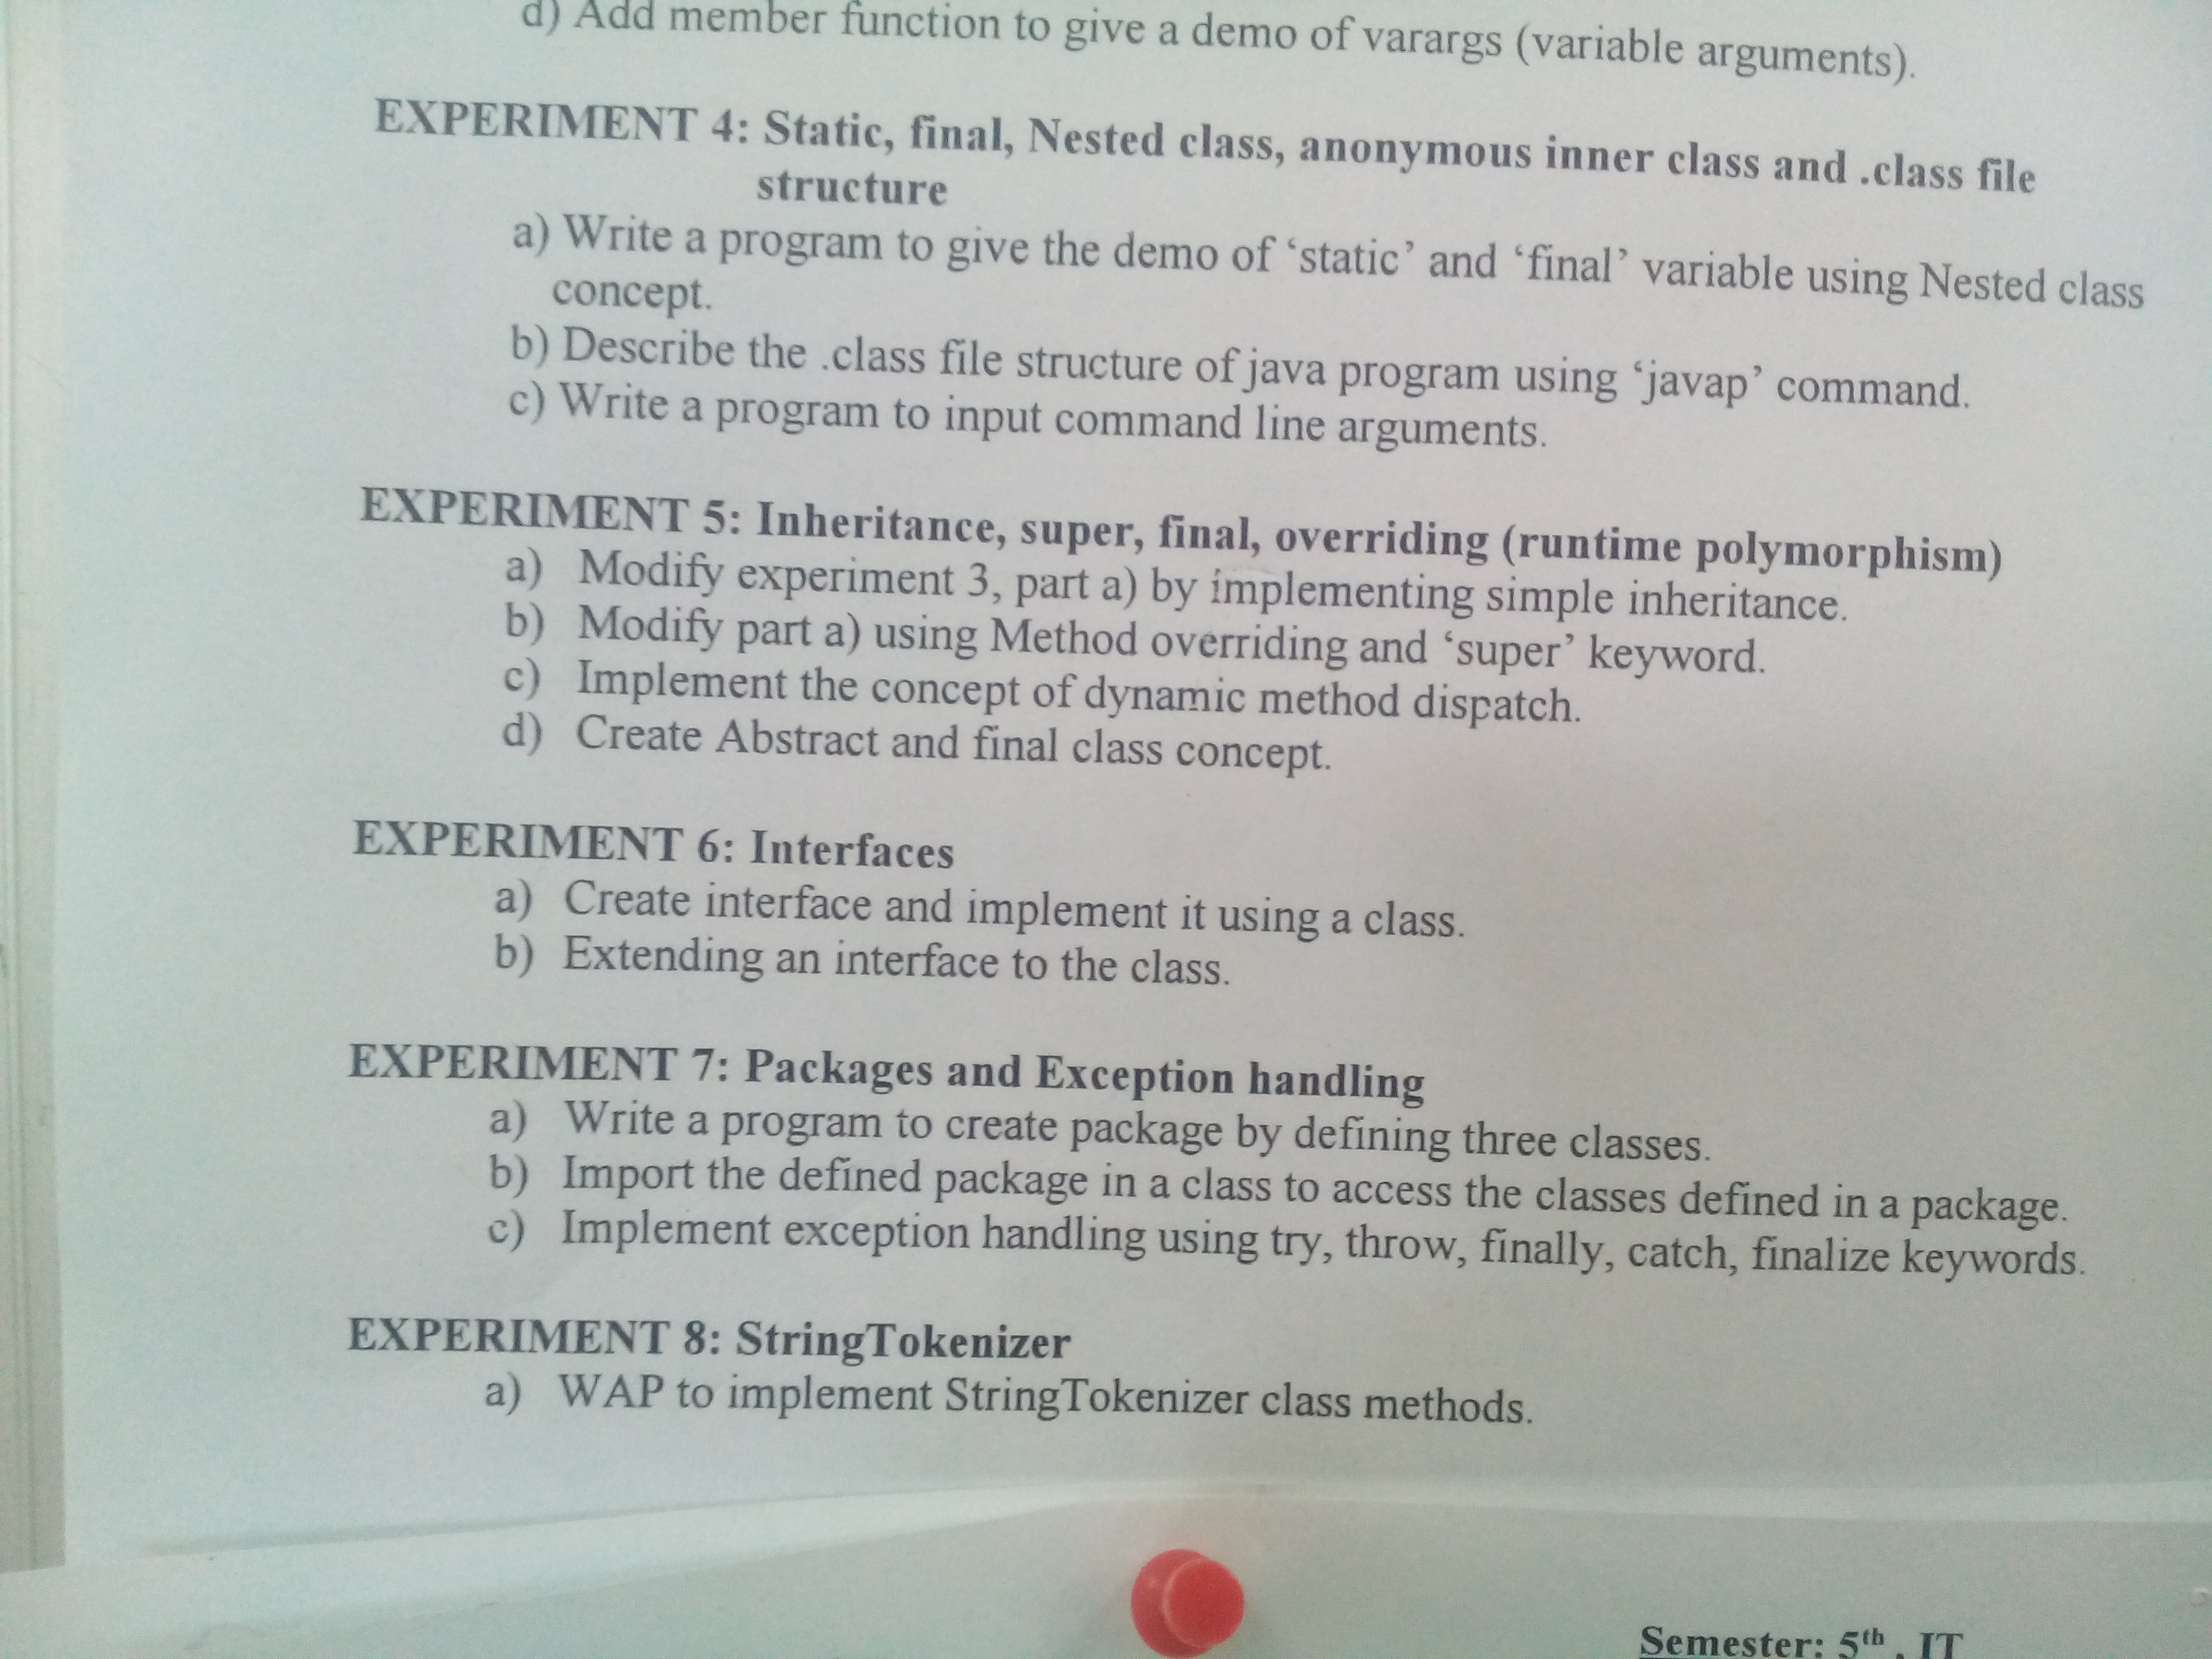 d) Add member function to give a demo of varargs (variable arguments).
EXPERIMENT 4: Static, final, Nested class, anonymous inner class and .class file
structure
a) Write a program to give the demo of ‘static’ and ‘final’ variable using Nested class
concept.
b) Describe the .class file structure of java program using ‘javap’ command.
c) Write a program to input command line arguments.
EXPERIMENT 5: Inheritance, super, final, overriding (runtime polymorphism)
a) Modify experiment 3, part a) by implementing simple inheritance.
b) Modify part a) using Method overriding and ‘super’ keyword.
c) Implement the concept of dynamic method dispatch.
d) Create Abstract and final class concept.
EXPERIMENT 6: Interfaces
a) Create interface and implement it using a class.
b) Extending an interface to the class.
EXPERIMENT 7: Packages and Exception handling
a) Write a program to create package by defining three classes.
b) Import the defined package in a class to access the classes defined in a package.
c) Implement exception handling using try, throw, finally, catch, finalize keywords.
EXPERIMENT 8: StringTokenizer
a) WAP to implement StringTokenizer class methods.
Semester: 5th , IT